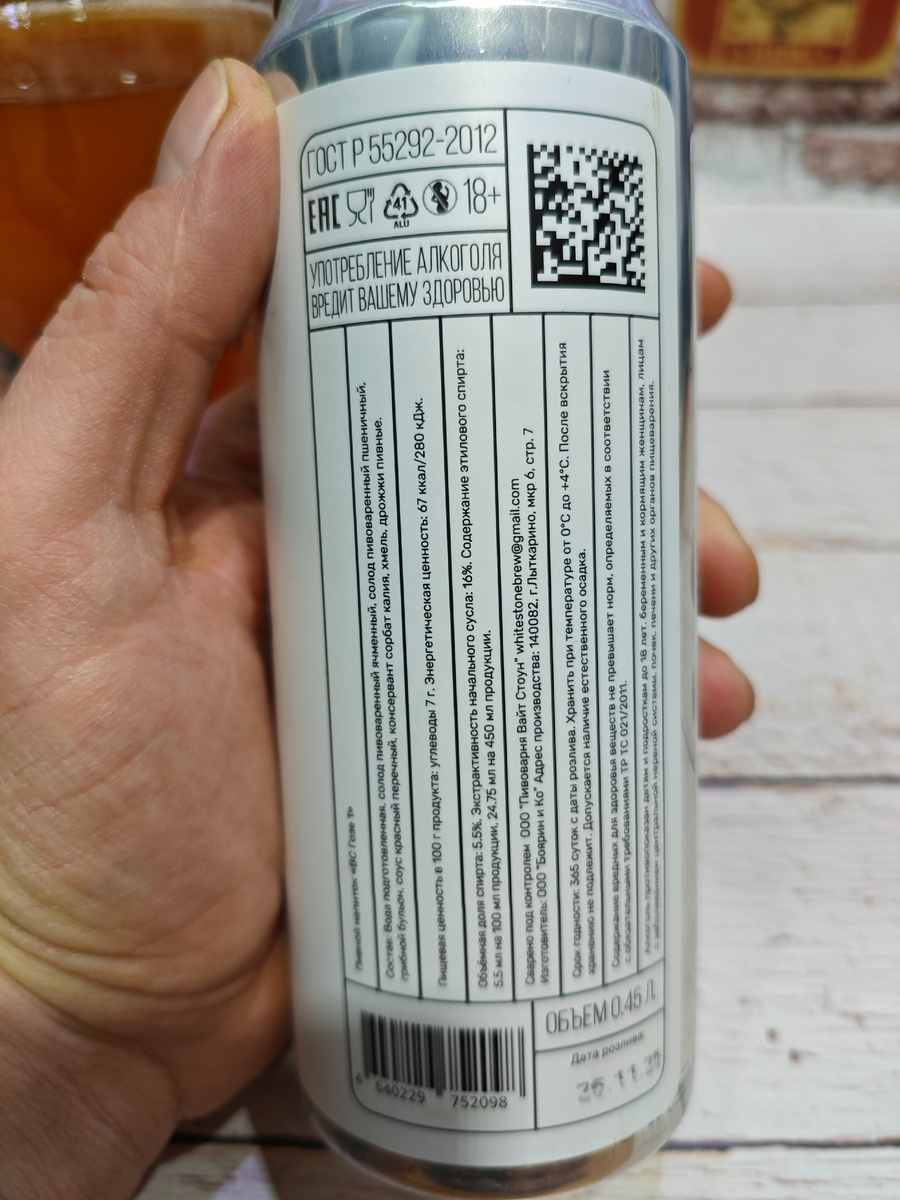 ГОСТ Р 55292-2012
EAC 41 ALU 18+
УПОТРЕБЛЕНИЕ АЛКОГОЛЯ
ВРЕДИТ ВАШЕМУ ЗДОРОВЬЮ
Пивной напиток «ВС Гозе
Состав: Вода подготовленная, солод пивоваренный ячменный, солод пивоваренный пшеничный,
грибной бульон, соус красный перечный, консервант сорбат калия, хмель, дрожжи пивные.
Пищевая ценность в 100 г продукта: углеводы 7 г. Энергетическая ценность: 67 ккал/280 кДж.
Объёмная доля спирта: 5.5%. Экстрактивность начального сусла: 16%. Содержание этилового спирта:
5.5 мл на 100 мл продукции, 24.75 мл на 450 мл продукции.
Сварено под контролем ООО "Пивоварня Вайт Стоун" whitestonebrew@gmail.com
Изготовитель: ООО "Боярин и Ко" Адрес производства: 140082, г.Лыткарино, мкр 6, стр. 7
Срок годности: 365 суток с даты розлива. Хранить при температуре от 0°С до +4°С. После вскрытия
хранению не подлежит. Допускается наличие естественного осадка.
Содержание вредных для здоровья веществ не превышает норм, определяемых в соответствии
с обязательными требованиями ТР ТС 021/2011.
Алкоголь противопоказан детям и подросткам до 18 лет, беременным и кормящим женщинам, лицам
с заболеваниями центральной нервной системы, почек, печени и других органов пищеварения.
640229 752098
ОБЪЕМ 0.45 Л.
Дата розлива:
26.11.